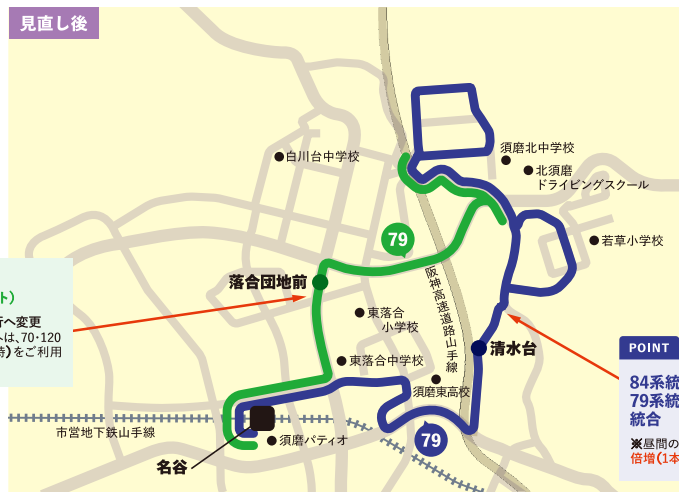 見直し後
白川台中学校
須磨北中学校
北須磨
ドライビングスクール
79
若草小学校
ト）
落合団地前
阪神高速道路山手線
行へ変更
へは、70・120
時）をご利用
東落合
小学校
清水台
POINT
東落合中学校
須磨東高校
84系統
79系統
統合
市営地下鉄山手線
須磨パティオ
79
※昼間の
倍増（1本
名谷